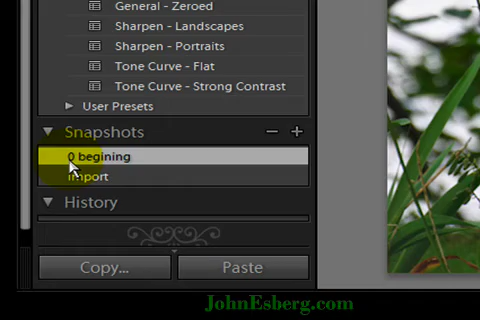 General - Zeroed
Sharpen - Landscapes
Sharpen - Portraits
Tone Curve - Flat
Tone Curve - Strong Contrast
User Presets
Snapshots
0 begining
import
History
Copy...
Paste
JohnEsberg.com